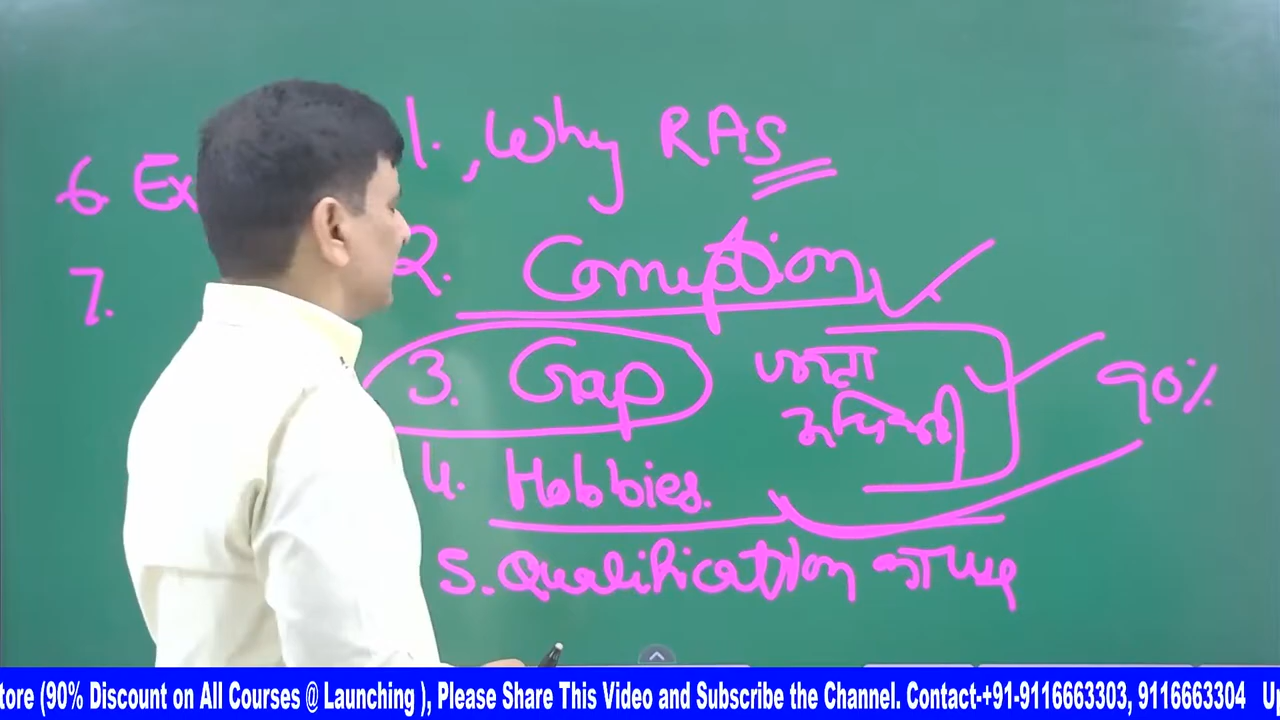 1. , Why RAS
2. Corruption
3. Gap
4. Hobbies.
90%
5. Qualification का
6 Ex
7.
tore (90% Discount on All Courses @ Launching ), Please Share This Video and Subscribe the Channel. Contact-+91-9116663303, 9116663304 Up